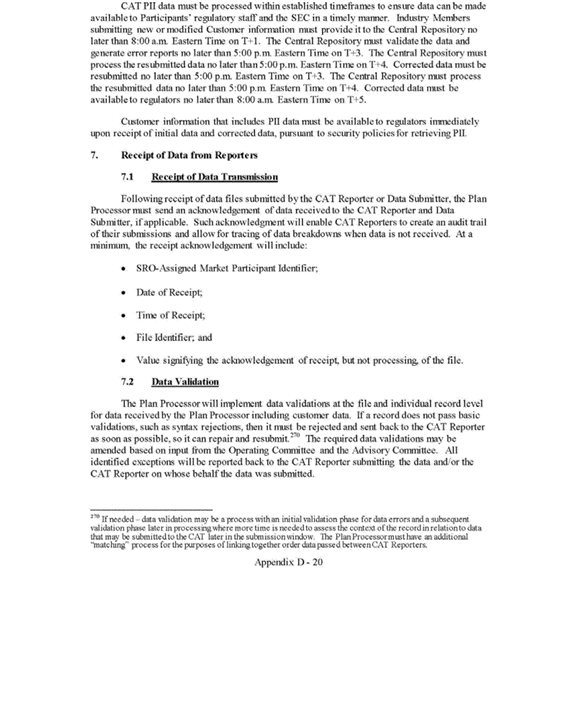 CAT PII data must be processed within established timeframes to ensure data can be made
available to Participants' regulatory staff and the SEC in a timely manner. Industry Members
submitting new or modified Customer information must provide it to the Central Repository no
later than 8:00 a.m. Eastern Time on T+1. The Central Repository must validate the data and
generate error reports no later than 5:00 p.m. Eastern Time on T+3. The Central Repository must
process the resubmitted data no later than 5:00 p.m. Eastern Time on T+4. Corrected data must be
resubmitted no later than 5:00 p.m. Eastern Time on T+3. The Central Repository must process
the resubmitted data no later than 5:00 p.m. Eastern Time on T+4. Corrected data must be
available to regulators no later than 8:00 a.m. Eastern Time on T+5.
Customer information that includes PII data must be available to regulators immediately
upon receipt of initial data and corrected data, pursuant to security policies for retrieving PII.
7. Receipt of Data from Reporters
7.1 Receipt of Data Transmission
Following receipt of data files submitted by the CAT Reporter or Data Submitter, the Plan
Processor must send an acknowledgement of data received to the CAT Reporter and Data
Submitter, if applicable. Such acknowledgment will enable CAT Reporters to create an audit trail
of their submissions and allow for tracing of data breakdowns when data is not received. At a
minimum, the receipt acknowledgement will include:
• SRO-Assigned Market Participant Identifier;
• Date of Receipt;
• Time of Receipt;
• File Identifier; and
• Value signifying the acknowledgement of receipt, but not processing, of the file.
7.2 Data Validation
The Plan Processor will implement data validations at the file and individual record level
for data received by the Plan Processor including customer data. If a record does not pass basic
validations, such as syntax rejections, then it must be rejected and sent back to the CAT Reporter
as soon as possible, so it can repair and resubmit.270 The required data validations may be
amended based on input from the Operating Committee and the Advisory Committee. All
identified exceptions will be reported back to the CAT Reporter submitting the data and/or the
CAT Reporter on whose behalf the data was submitted.
270 If needed – data validation may be a process with an initial validation phase for data errors and a subsequent
validation phase later in processing where more time is needed to assess the context of the record in relation to data
that may be submitted to the CAT later in the submission window. The Plan Processor must have an additional
"matching" process for the purposes of linking together order data passed between CAT Reporters.
Appendix D - 20